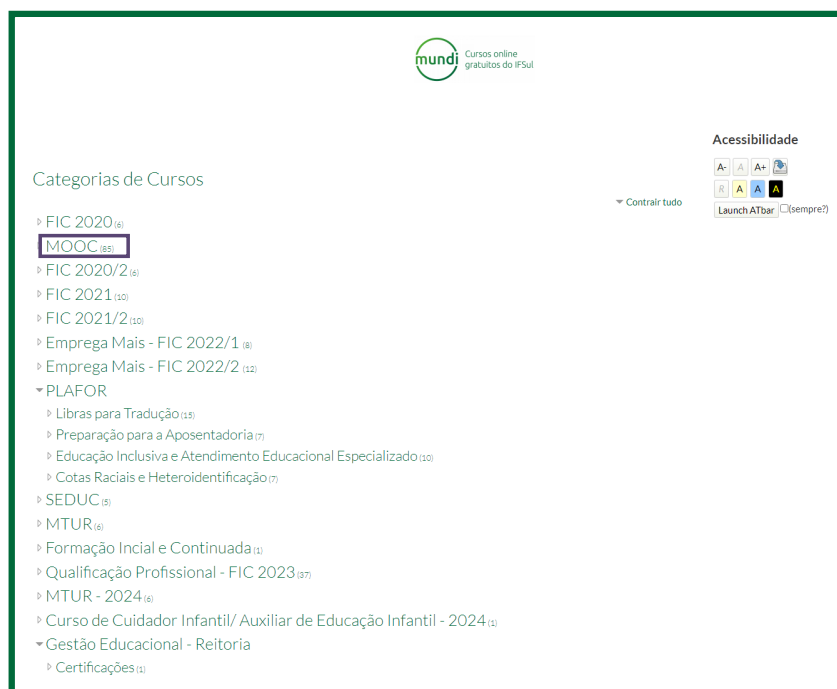 mundi
Cursos online
gratuitos do IFSul
Acessibilidade
A- A A+
R A A A
Launch ATbar (sempre?)
Categorias de Cursos
Contrair tudo
FIC 2020 (6)
MOOC (85)
FIC 2020/2 (6)
FIC 2021 (10)
FIC 2021/2 (10)
Emprega Mais - FIC 2022/1 (8)
Emprega Mais - FIC 2022/2 (12)
PLAFOR
Libras para Tradução (15)
Preparação para a Aposentadoria (7)
Educação Inclusiva e Atendimento Educacional Especializado (10)
Cotas Raciais e Heteroidentificação (7)
SEDUC (5)
MTUR (6)
Formação Incial e Continuada (1)
Qualificação Profissional - FIC 2023 (37)
MTUR - 2024 (6)
Curso de Cuidador Infantil/ Auxiliar de Educação Infantil - 2024 (1)
Gestão Educacional - Reitoria
Certificações (1)